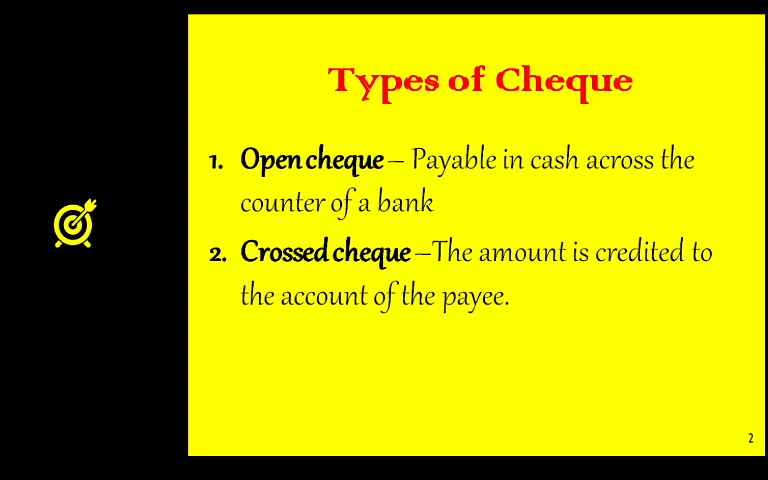 Types of Cheque
1. Open cheque – Payable in cash across the
counter of a bank
2. Crossed cheque –The amount is credited to
the account of the payee.
2